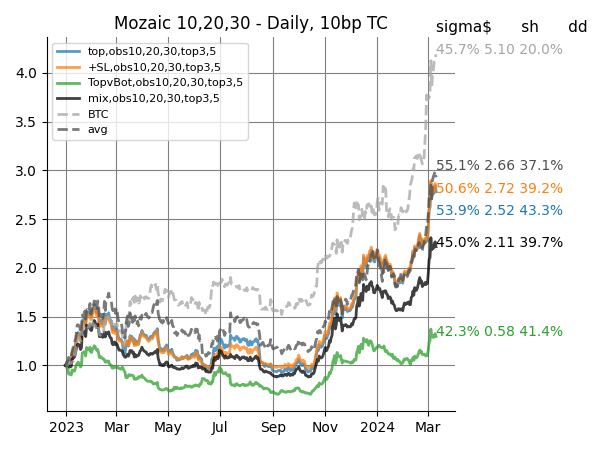 Mozaic 10,20,30 - Daily, 10bp TC
sigma$ sh dd
top,obs10,20,30,top3,5
+SL,obs10,20,30,top3,5
TopvBot,obs10,20,30,top3,5
mix,obs10,20,30,top3,5
BTC
avg
45.7% 5.10 20.0%
55.1% 2.66 37.1%
50.6% 2.72 39.2%
53.9% 2.52 43.3%
45.0% 2.11 39.7%
42.3% 0.58 41.4%
4.0
3.5
3.0
2.5
2.0
1.5
1.0
2023 Mar May Jul Sep Nov 2024 Mar